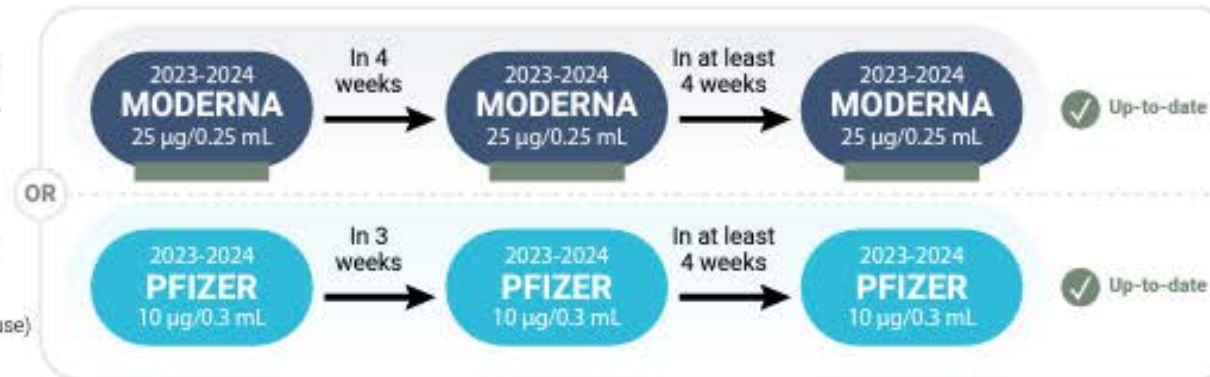 In 4
weeks
In at least
4 weeks
2023-2024
MODERNA
25 µg/0.25 mL
2023-2024
MODERNA
25 µg/0.25 mL
2023-2024
MODERNA
25 µg/0.25 mL
Up-to-date
OR
In 3
weeks
In at least
4 weeks
2023-2024
PFIZER
10 µg/0.3 mL
2023-2024
PFIZER
10 µg/0.3 mL
2023-2024
PFIZER
10 µg/0.3 mL
Up-to-date